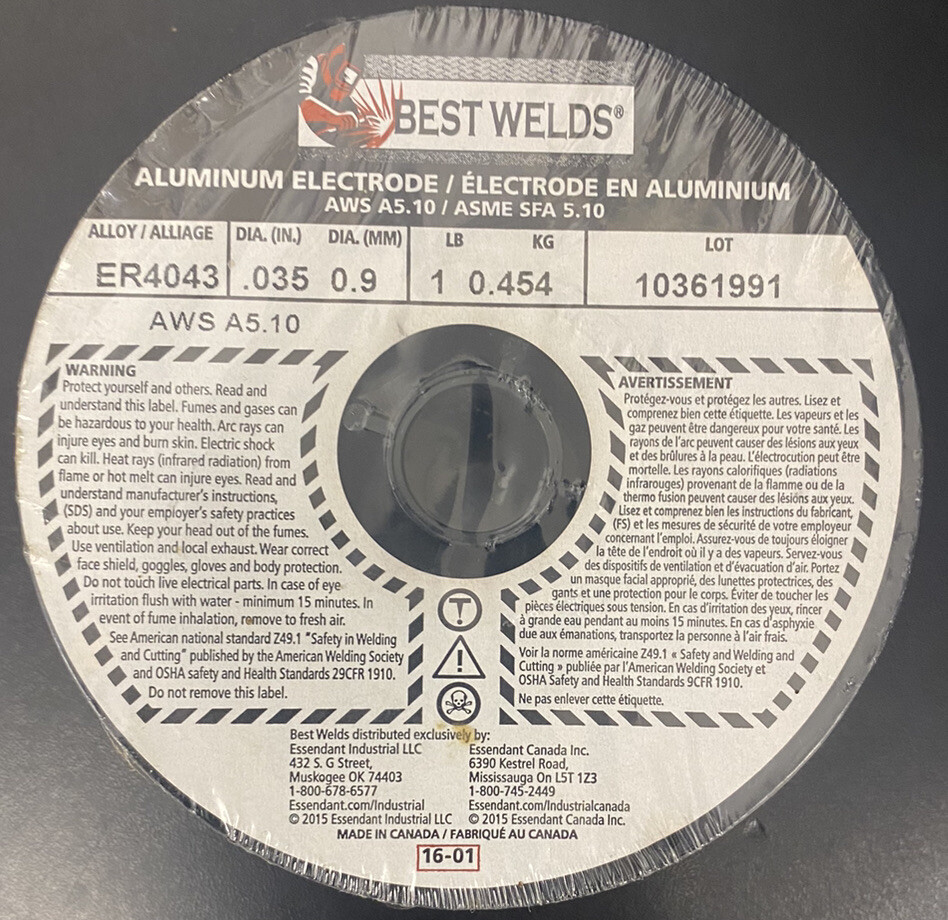 BEST WELDS®
ALUMINUM ELECTRODE / ÉLECTRODE EN ALUMINIUM
AWS A5.10 / ASME SFA 5.10
ALLOY / ALLIAGE DIA. (IN.) DIA. (MM) LB KG LOT
ER4043 .035 0.9 1 0.454 10361991
AWS A5.10
WARNING
Protect yourself and others. Read and
understand this label. Fumes and gases can
be hazardous to your health. Arc rays can
injure eyes and burn skin. Electric shock
can kill. Heat rays (infrared radiation) from
flame or hot melt can injure eyes. Read and
understand manufacturer's instructions,
(SDS) and your employer's safety practices
about use. Keep your head out of the fumes.
Use ventilation and local exhaust. Wear correct
face shield, goggles, gloves and body protection.
Do not touch live electrical parts. In case of eye
irritation flush with water - minimum 15 minutes. In
event of fume inhalation, remove to fresh air.
See American national standard Z49.1 "Safety in Welding
and Cutting" published by the American Welding Society
and OSHA safety and Health Standards 29CFR 1910.
Do not remove this label.
AVERTISSEMENT
Protégez-vous et protégez les autres. Lisez et
comprenez bien cette étiquette. Les vapeurs et les
gaz peuvent être dangereux pour votre santé. Les
rayons de l'arc peuvent causer des lésions aux yeux
et des brûlures à la peau. L'électrocution peut être
mortelle. Les rayons calorifiques (radiations
infrarouges) provenant de la flamme ou de la
thermo fusion peuvent causer des lésions aux yeux.
Lisez et comprenez bien les instructions du fabricant,
(FS) et les mesures de sécurité de votre employeur
concernant l'emploi. Assurez-vous de toujours éloigner
la tête de l'endroit où il y a des vapeurs. Servez-vous
des dispositifs de ventilation et d'évacuation d'air. Portez
un masque facial approprié, des lunettes protectrices, des
gants et une protection pour le corps. Éviter de toucher les
pièces électriques sous tension. En cas d'irritation des yeux, rincer
à grande eau pendant au moins 15 minutes. En cas d'asphyxie
due aux émanations, transportez la personne à l'air frais.
Voir la norme américaine Z49.1 « Safety and Welding and
Cutting » publiée par l'American Welding Society et
OSHA Safety and Health Standards 9CFR 1910.
Ne pas enlever cette étiquette.
Best Welds distributed exclusively by:
Essendant Industrial LLC
432 S. G Street,
Muskogee OK 74403
1-800-678-6577
Essendant.com/Industrial
© 2015 Essendant Industrial LLC
Essendant Canada Inc.
6390 Kestrel Road,
Mississauga On L5T 1Z3
1-800-745-2449
Essendant.com/Industrialcanada
© 2015 Essendant Canada Inc.
MADE IN CANADA / FABRIQUÉ AU CANADA
16-01